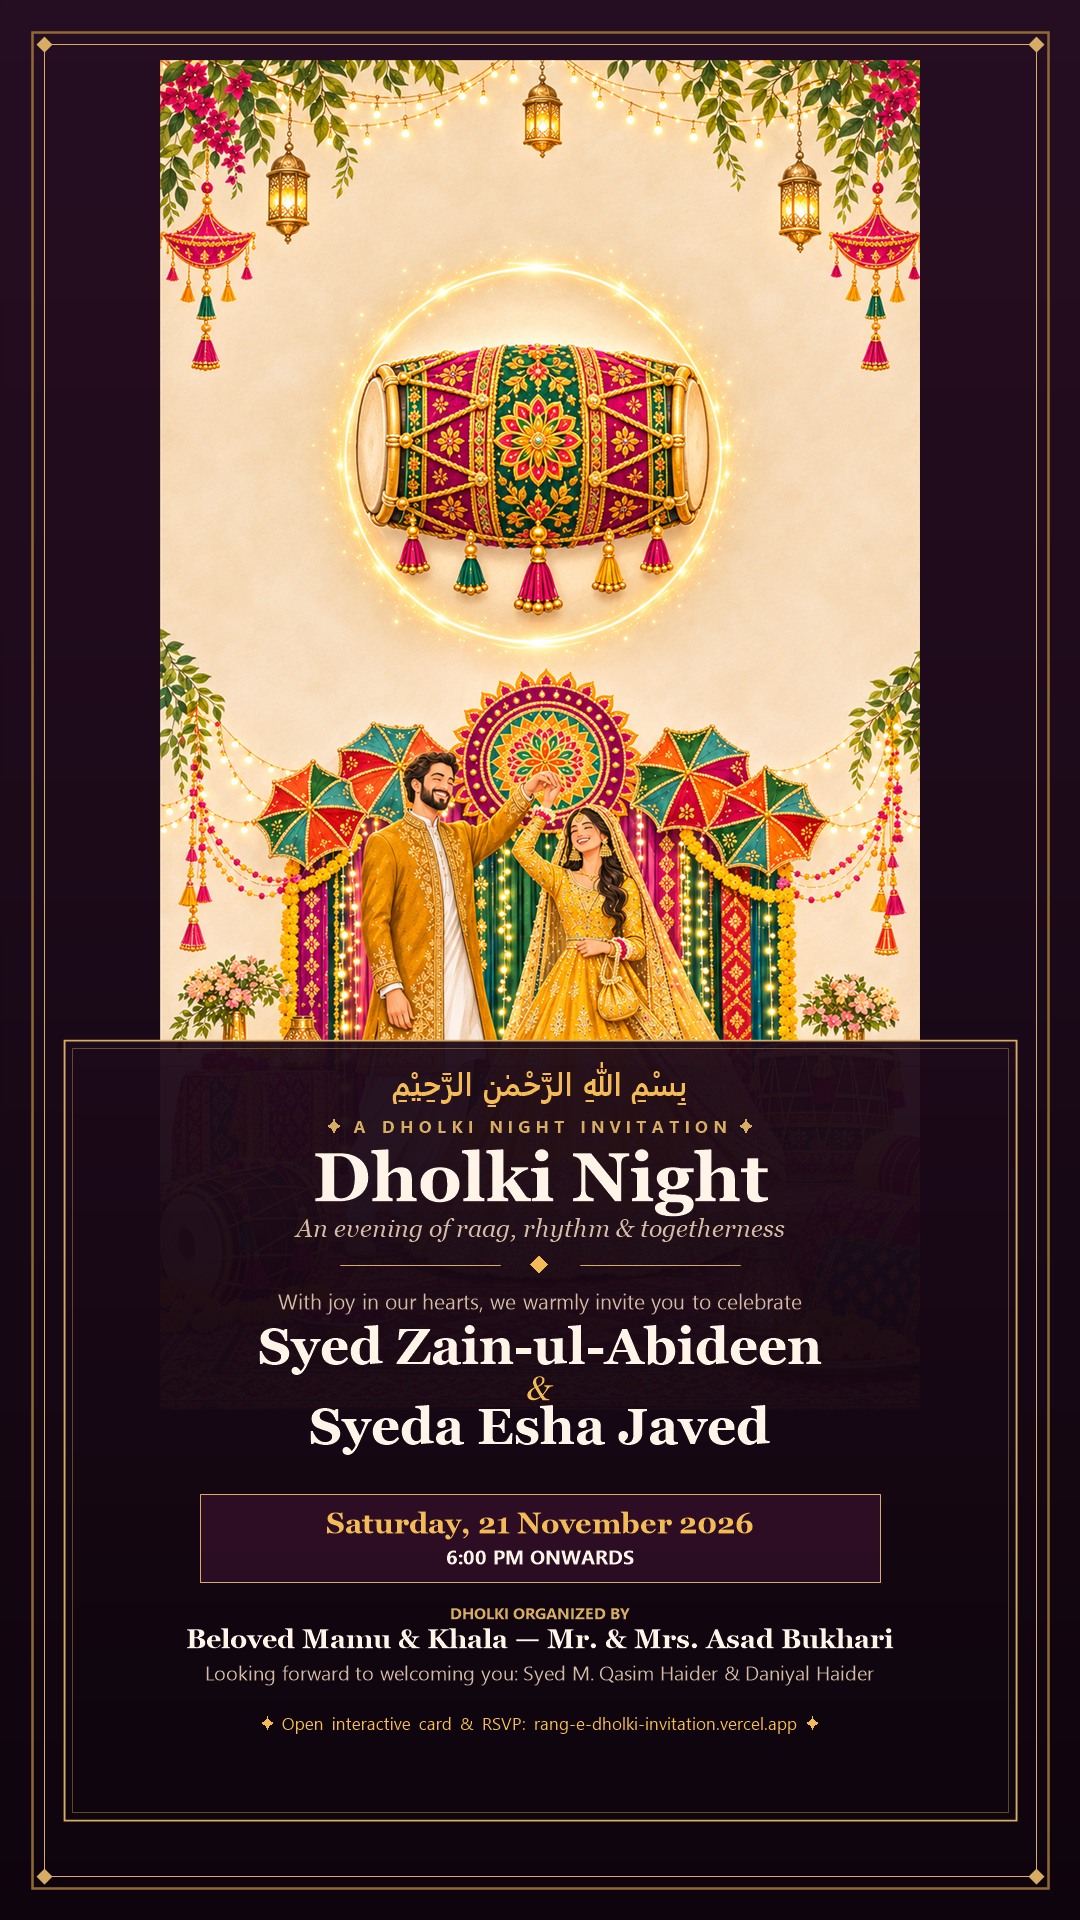 بِسْمِ اللّٰهِ الرَّحْمٰنِ الرَّحِيْمِ
A DHOLKI NIGHT INVITATION
Dholki Night
An evening of raag, rhythm & togetherness
With joy in our hearts, we warmly invite you to celebrate
Syed Zain-ul-Abideen
&
Syeda Esha Javed
Saturday, 21 November 2026
6:00 PM ONWARDS
DHOLKI ORGANIZED BY
Beloved Mamu & Khala — Mr. & Mrs. Asad Bukhari
Looking forward to welcoming you: Syed M. Qasim Haider & Daniyal Haider
Open interactive card & RSVP: rang-e-dholki-invitation.vercel.app